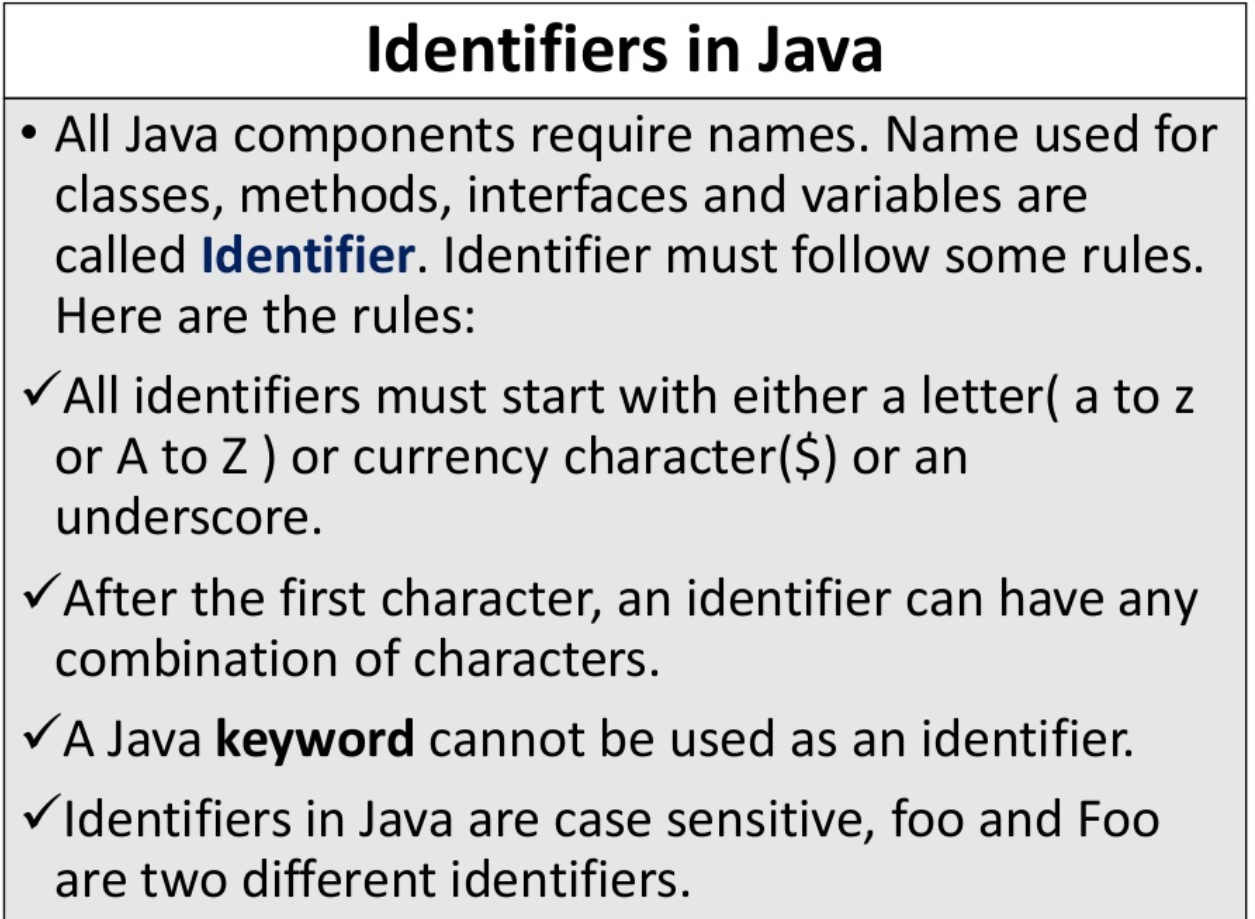 Identifiers in Java
• All Java components require names. Name used for
classes, methods, interfaces and variables are
called Identifier. Identifier must follow some rules.
Here are the rules:
✓All identifiers must start with either a letter( a to z
or A to Z ) or currency character($) or an
underscore.
✓After the first character, an identifier can have any
combination of characters.
✓A Java keyword cannot be used as an identifier.
✓Identifiers in Java are case sensitive, foo and Foo
are two different identifiers.